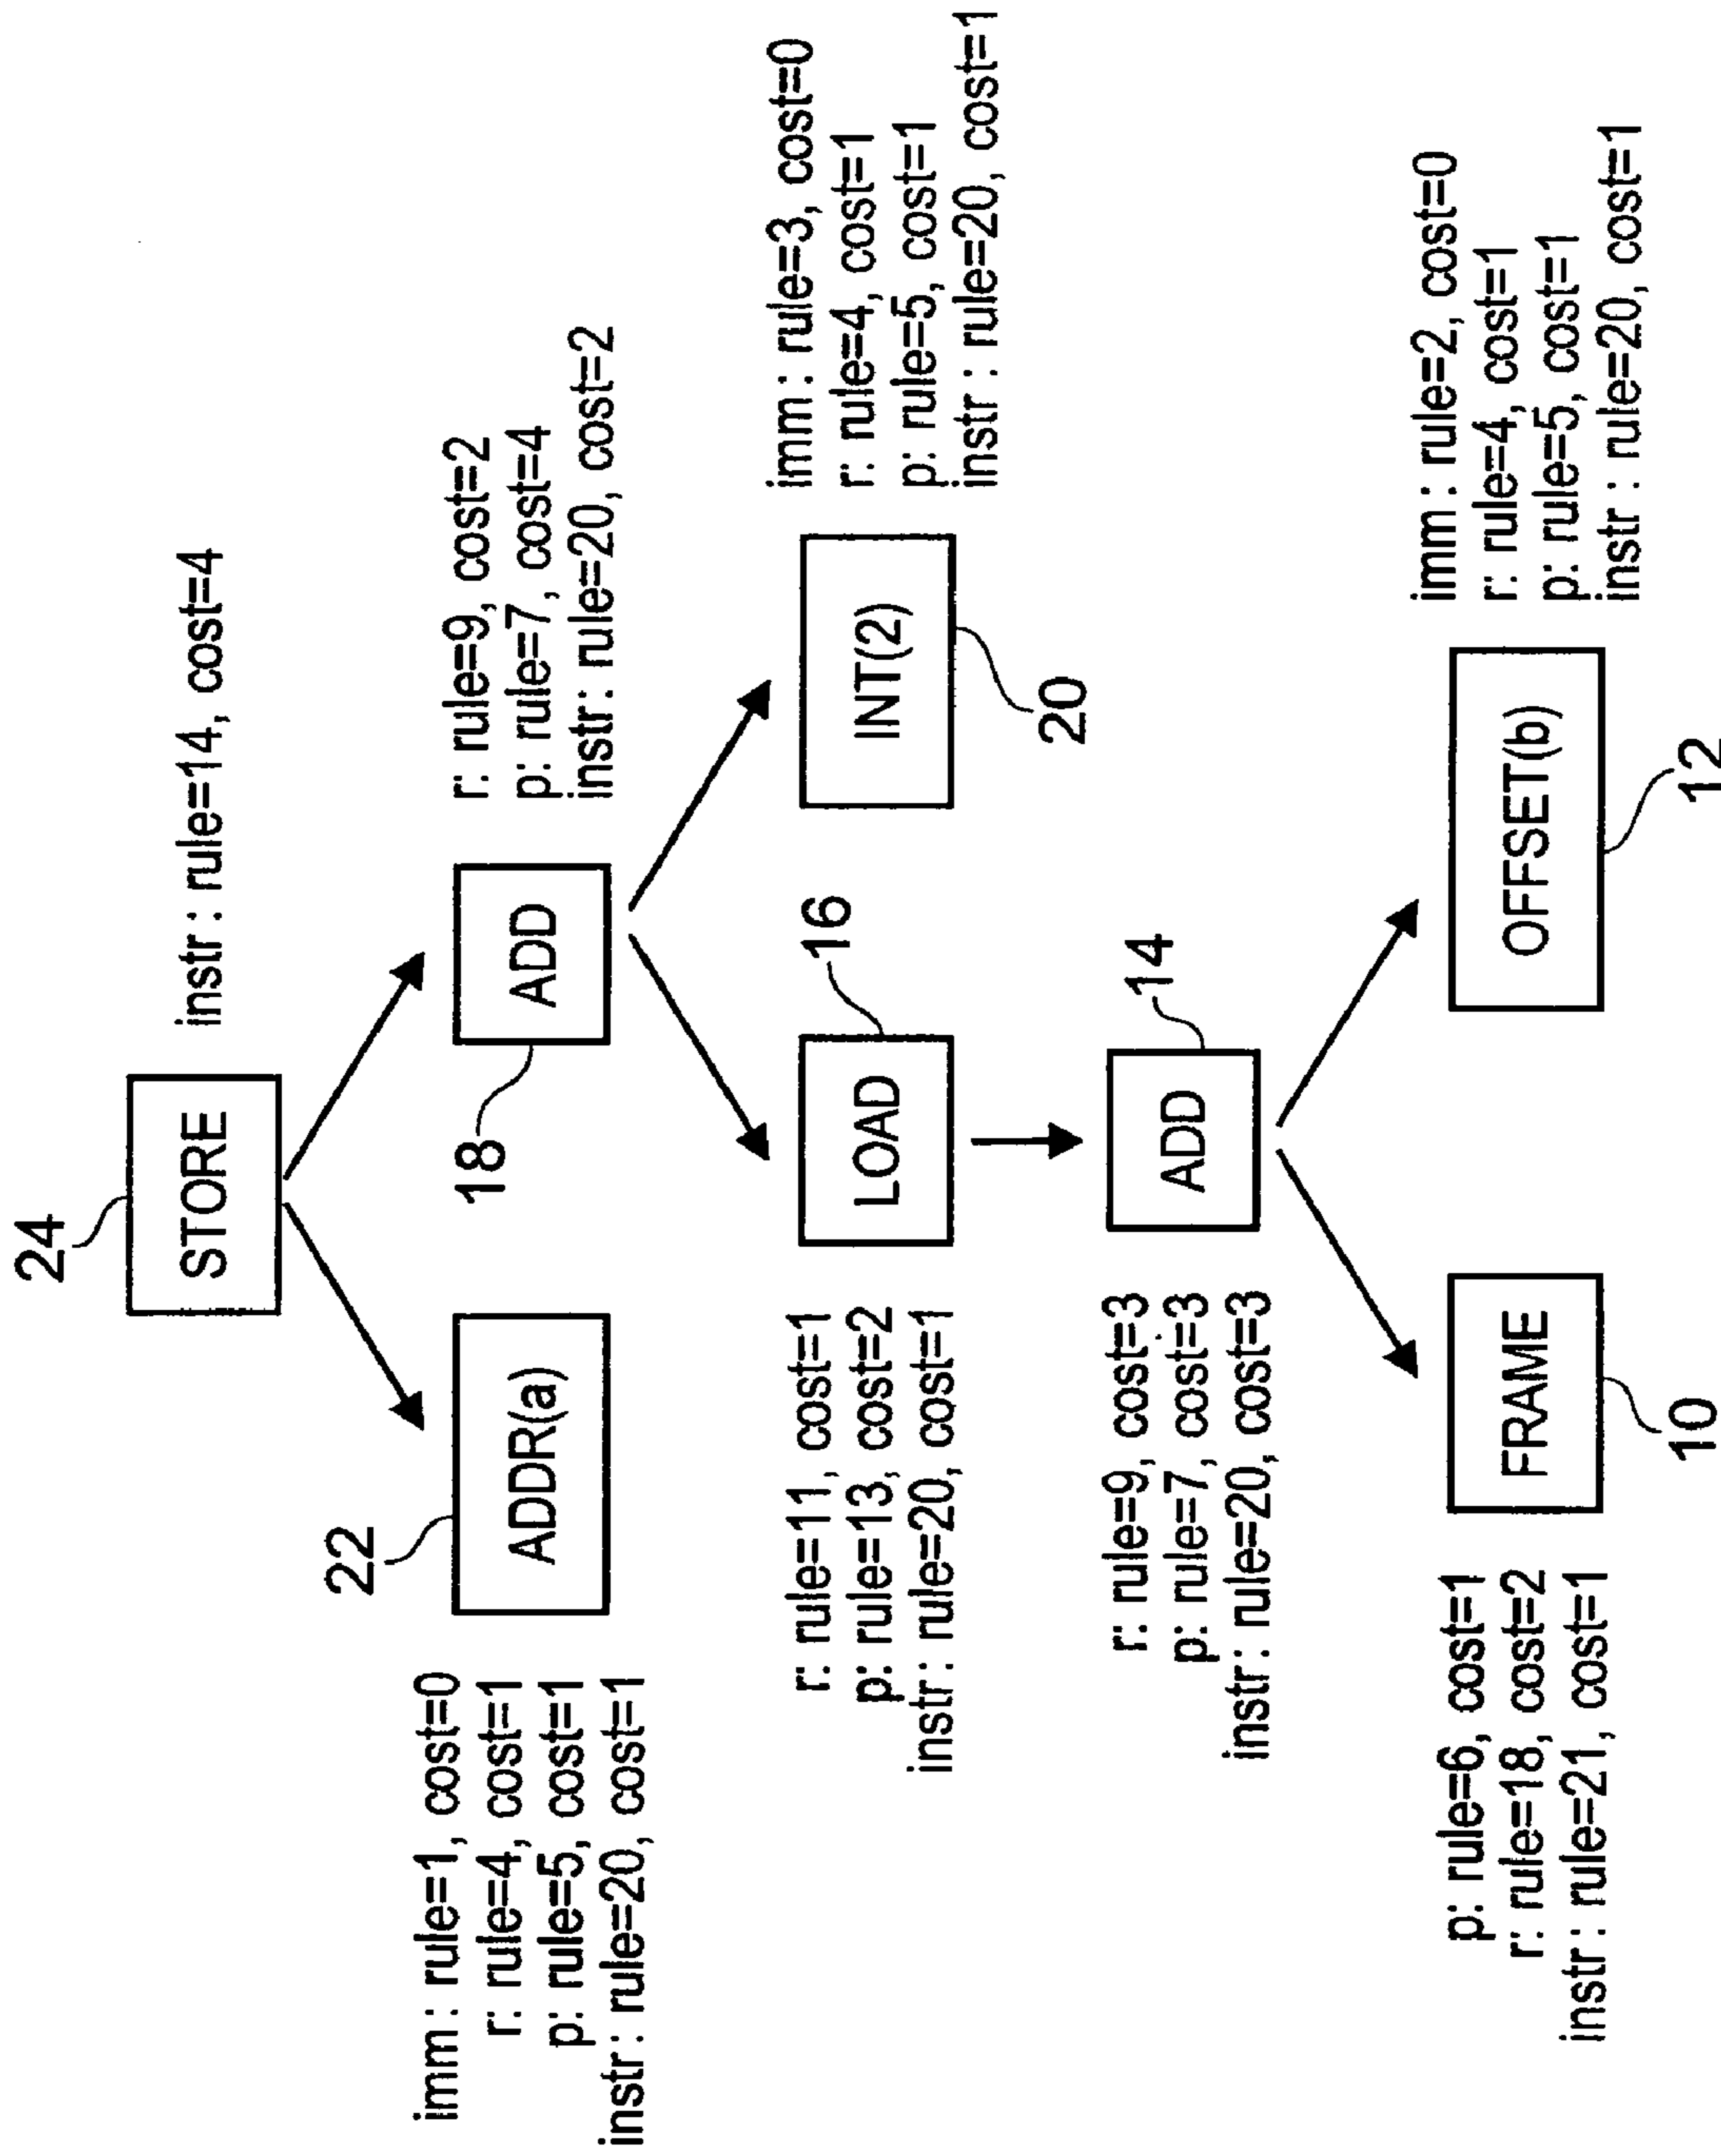 24
STORE
instr : rule=14, cost=4
22
ADDR(a)
imm : rule=1, cost=0
r: rule=4, cost=1
p: rule=5, cost=1
instr : rule=20, cost=1
18
ADD
r: rule=9, cost=2
p: rule=7, cost=4
instr : rule=20, cost=2
16
LOAD
r: rule=11, cost=1
p: rule=13, cost=2
instr : rule=20, cost=1
INT(2)
20
imm : rule=3, cost=0
r: rule=4, cost=1
p: rule=5, cost=1
instr : rule=20, cost=1
14
ADD
r: rule=9, cost=3
p: rule=7, cost=3
instr : rule=20, cost=3
FRAME
10
p: rule=6, cost=1
r: rule=18, cost=2
instr : rule=21, cost=1
OFFSET(b)
12
imm : rule=2, cost=0
r: rule=4, cost=1
p: rule=5, cost=1
instr : rule=20, cost=1